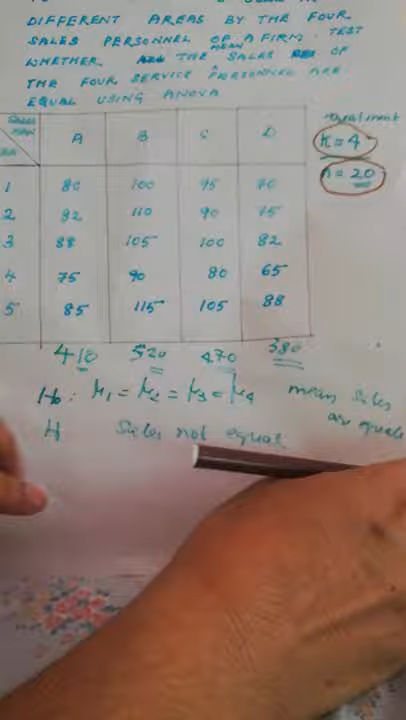 DIFFERENT AREAS BY THE FOUR
SALES PERSONNEL OF A FIRM. TEST
WHETHER THE MEAN SALES OF
THE FOUR SERVICE PERSONNEL ARE
EQUAL USING ANOVA
SALES MAN A B C D
k = 4
n = 20
1 80 100 95 70
2 82 110 90 75
3 88 105 100 82
4 75 90 80 65
5 85 115 105 88
410 520 470 380
H₀: μ₁ = μ₂ = μ₃ = μ₄ mean sales
are equal
H Sales not equal